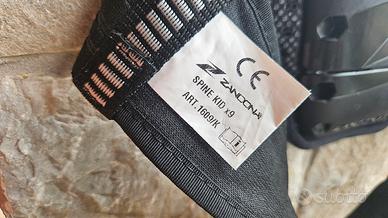 CE
ZANDONA
SPINE KID x9
ART. 1609/K
subito